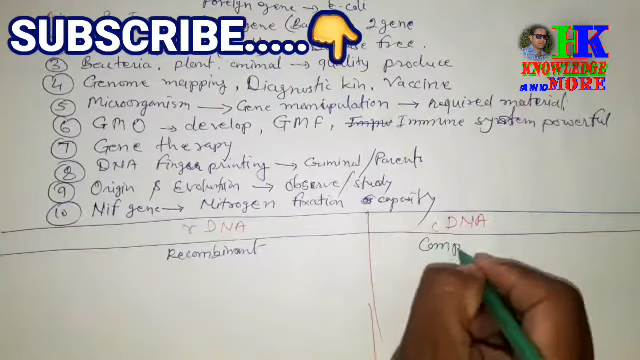 Foreign gene → E-coli
gene 2 gene
SUBSCRIBE.....
free.
HK
KNOWLEDGE
AND MORE
③ Bacteria, plant, animal → quality produce
④ Genome mapping, Diagnostic kin, Vaccine
⑤ Microorganism → Gene manipulation → Required material
⑥ GMO → develop, GMF, Immune system powerful
⑦ Gene therapy
⑧ DNA Finger printing → Criminal / Parents
⑨ Origin & Evolution → observe / study
⑩ Nif gene → Nitrogen fixation capacity
r DNA
c DNA
Recombinant
Comp